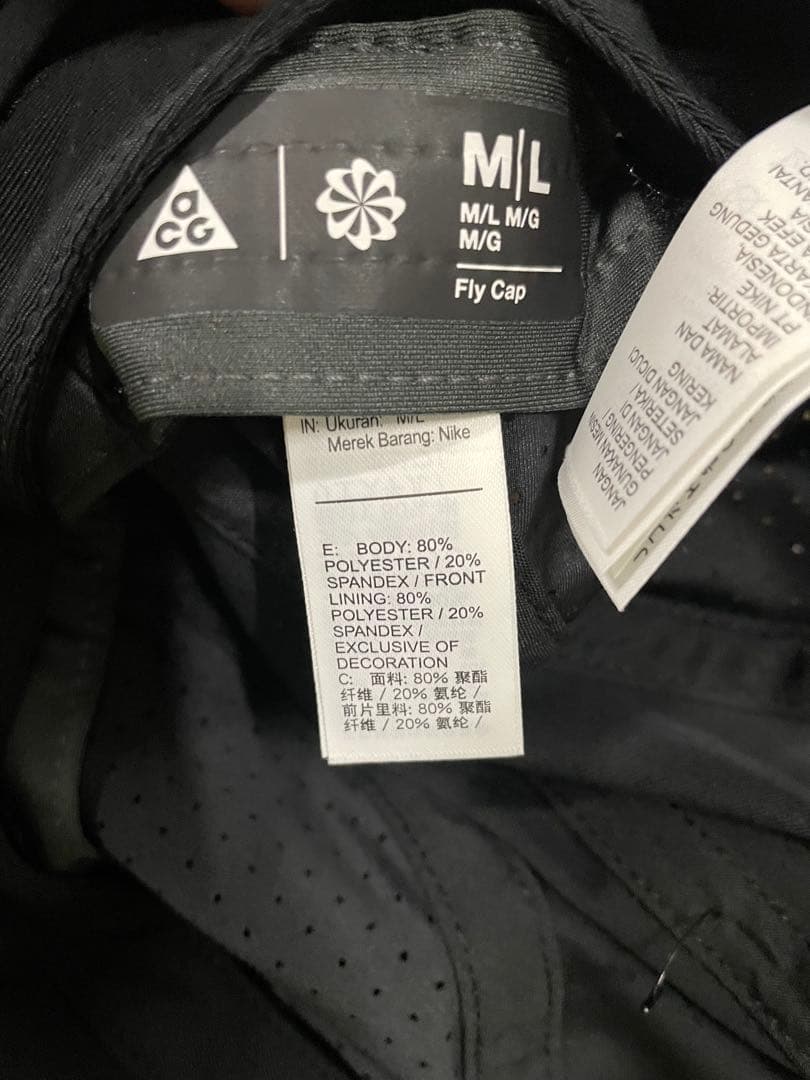 aCG
M|L
M/L M/G
M/G
Fly Cap
IN: Ukuran: M/L
Merek Barang: Nike
E: BODY: 80%
POLYESTER / 20%
SPANDEX / FRONT
LINING: 80%
POLYESTER / 20%
SPANDEX /
EXCLUSIVE OF
DECORATION
C: 面料: 80% 聚酯
纤维 / 20% 氨纶 /
前片里料: 80% 聚酯
纤维 / 20% 氨纶 /
JANGAN
GUNAKAN MESIN
PENGERING /
JANGAN DI
SETERIKA /
JANGAN DICUCI
KERING
NAMA DAN
ALAMAT
IMPORTIR:
PT NIKE
INDONESIA,
GEDUNG